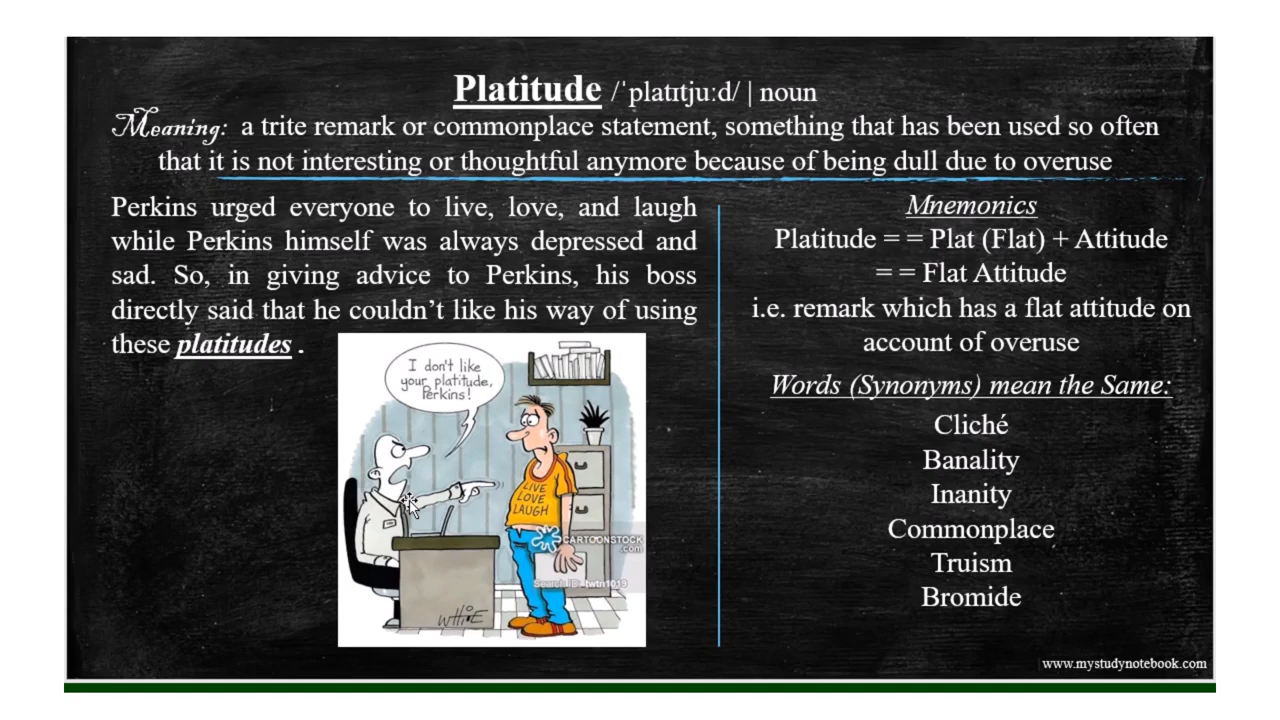 Platitude /ˈplatɪtjuːd/ | noun
Meaning: a trite remark or commonplace statement, something that has been used so often
that it is not interesting or thoughtful anymore because of being dull due to overuse
Perkins urged everyone to live, love, and laugh
while Perkins himself was always depressed and
sad. So, in giving advice to Perkins, his boss
directly said that he couldn’t like his way of using
these platitudes .
I don't like
your platitude,
Perkins!
LIVE
LOVE
LAUGH
CARTOONSTOCK
.com
Search ID: twtn1019
WHITE
Mnemonics
Platitude = = Plat (Flat) + Attitude
= = Flat Attitude
i.e. remark which has a flat attitude on
account of overuse
Words (Synonyms) mean the Same:
Cliché
Banality
Inanity
Commonplace
Truism
Bromide
www.mystudynotebook.com